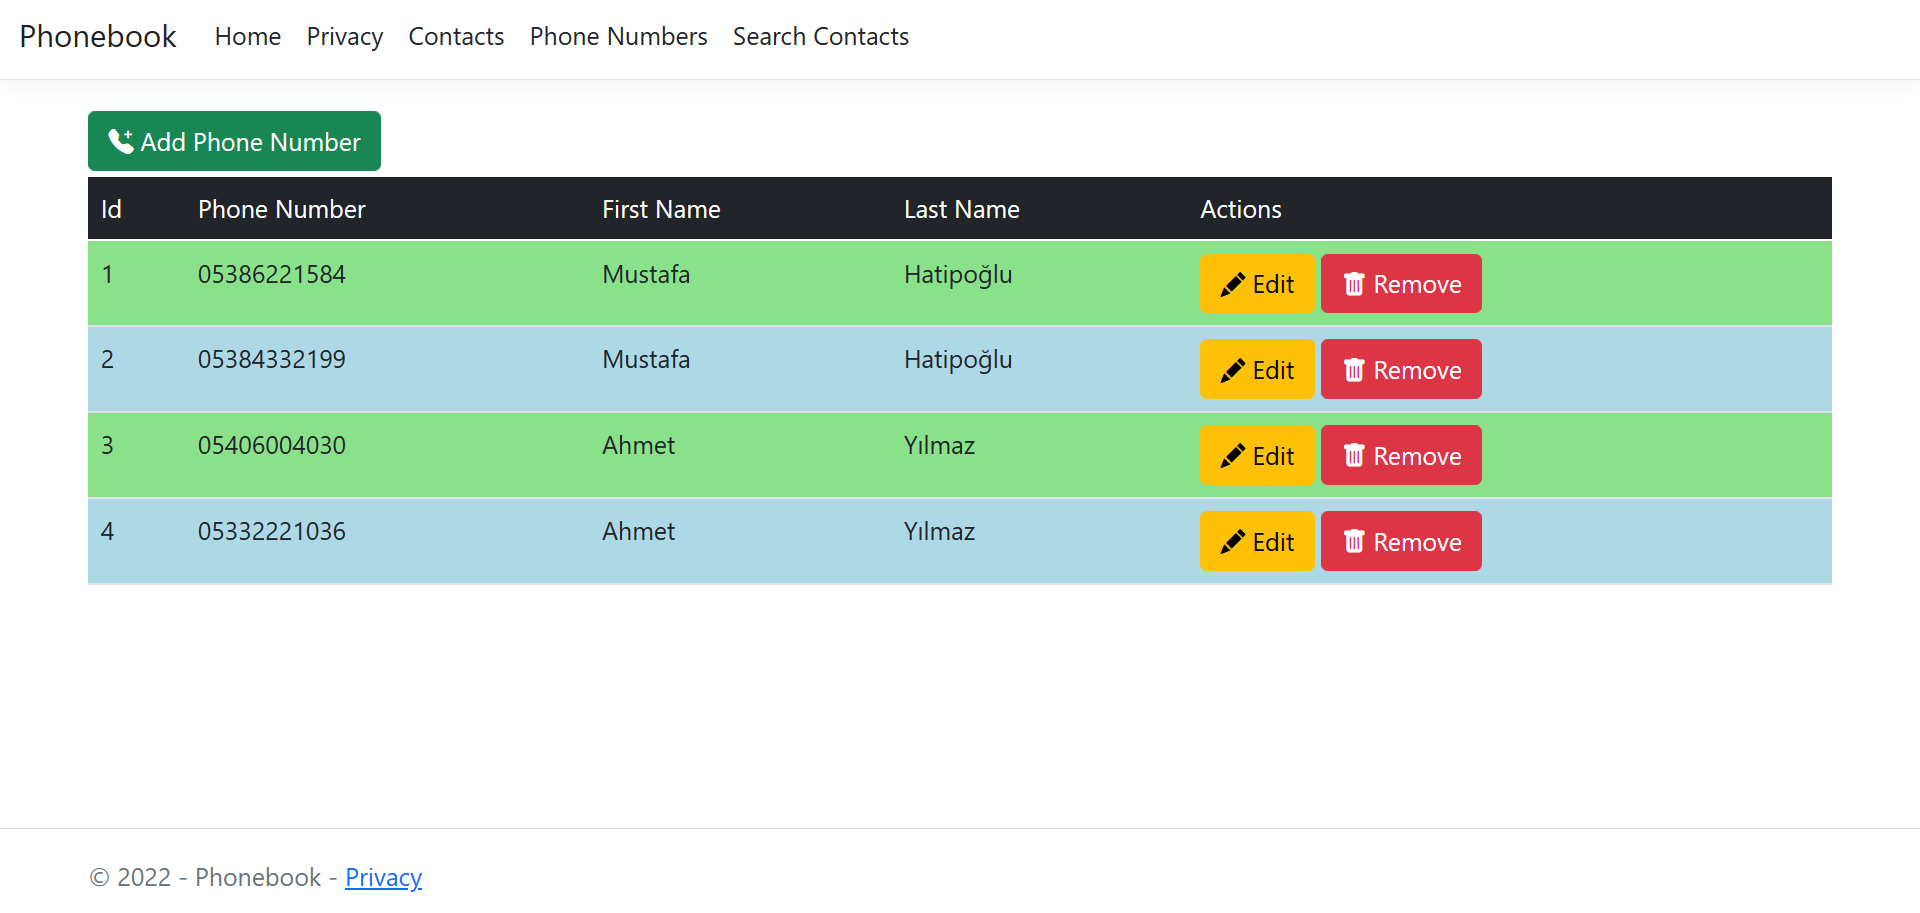 Phonebook Home Privacy Contacts Phone Numbers Search Contacts
Add Phone Number
Id Phone Number First Name Last Name Actions
1 05386221584 Mustafa Hatipoğlu Edit Remove
2 05384332199 Mustafa Hatipoğlu Edit Remove
3 05406004030 Ahmet Yılmaz Edit Remove
4 05332221036 Ahmet Yılmaz Edit Remove
© 2022 - Phonebook - Privacy